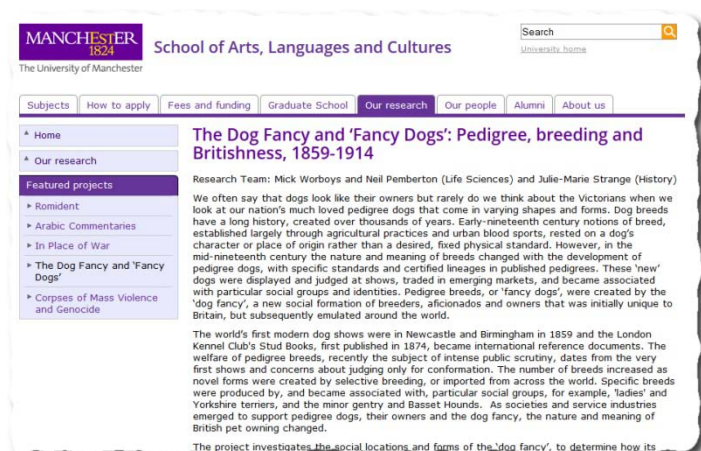 MANCHESTER
1824
The University of Manchester
School of Arts, Languages and Cultures
Search
University home
Subjects
How to apply
Fees and funding
Graduate School
Our research
Our people
Alumni
About us
Home
Our research
Featured projects
Romident
Arabic Commentaries
In Place of War
The Dog Fancy and 'Fancy
Dogs'
Corpses of Mass Violence
and Genocide
The Dog Fancy and ‘Fancy Dogs’: Pedigree, breeding and
Britishness, 1859-1914
Research Team: Mick Worboys and Neil Pemberton (Life Sciences) and Julie-Marie Strange (History)
We often say that dogs look like their owners but rarely do we think about the Victorians when we
look at our nation’s much loved pedigree dogs that come in varying shapes and forms. Dog breeds
have a long history, created over thousands of years. Early-nineteenth century notions of breed,
established largely through agricultural practices and urban blood sports, rested on a dog’s
character or place of origin rather than a desired, fixed physical standard. However, in the
mid-nineteenth century the nature and meaning of breeds changed with the development of
pedigree dogs, with specific standards and certified lineages in published pedigrees. These ‘new’
dogs were displayed and judged at shows, traded in emerging markets, and became associated
with particular social groups and identities. Pedigree breeds, or ‘fancy dogs’, were created by the
‘dog fancy’, a new social formation of breeders, aficionados and owners that was initially unique to
Britain, but subsequently emulated around the world.
The world’s first modern dog shows were in Newcastle and Birmingham in 1859 and the London
Kennel Club's Stud Books, first published in 1874, became international reference documents. The
welfare of pedigree breeds, recently the subject of intense public scrutiny, dates from the very
first shows and concerns about judging only for conformation. The number of breeds increased as
novel forms were created by selective breeding, or imported from across the world. Specific breeds
were produced by, and became associated with, particular social groups, for example, 'ladies' and
Yorkshire terriers, and the minor gentry and Basset Hounds. As societies and service industries
emerged to support pedigree dogs, their owners and the dog fancy, the nature and meaning of
British pet owning changed.
The project investigates the social locations and forms of the ‘dog fancy’, to determine how its